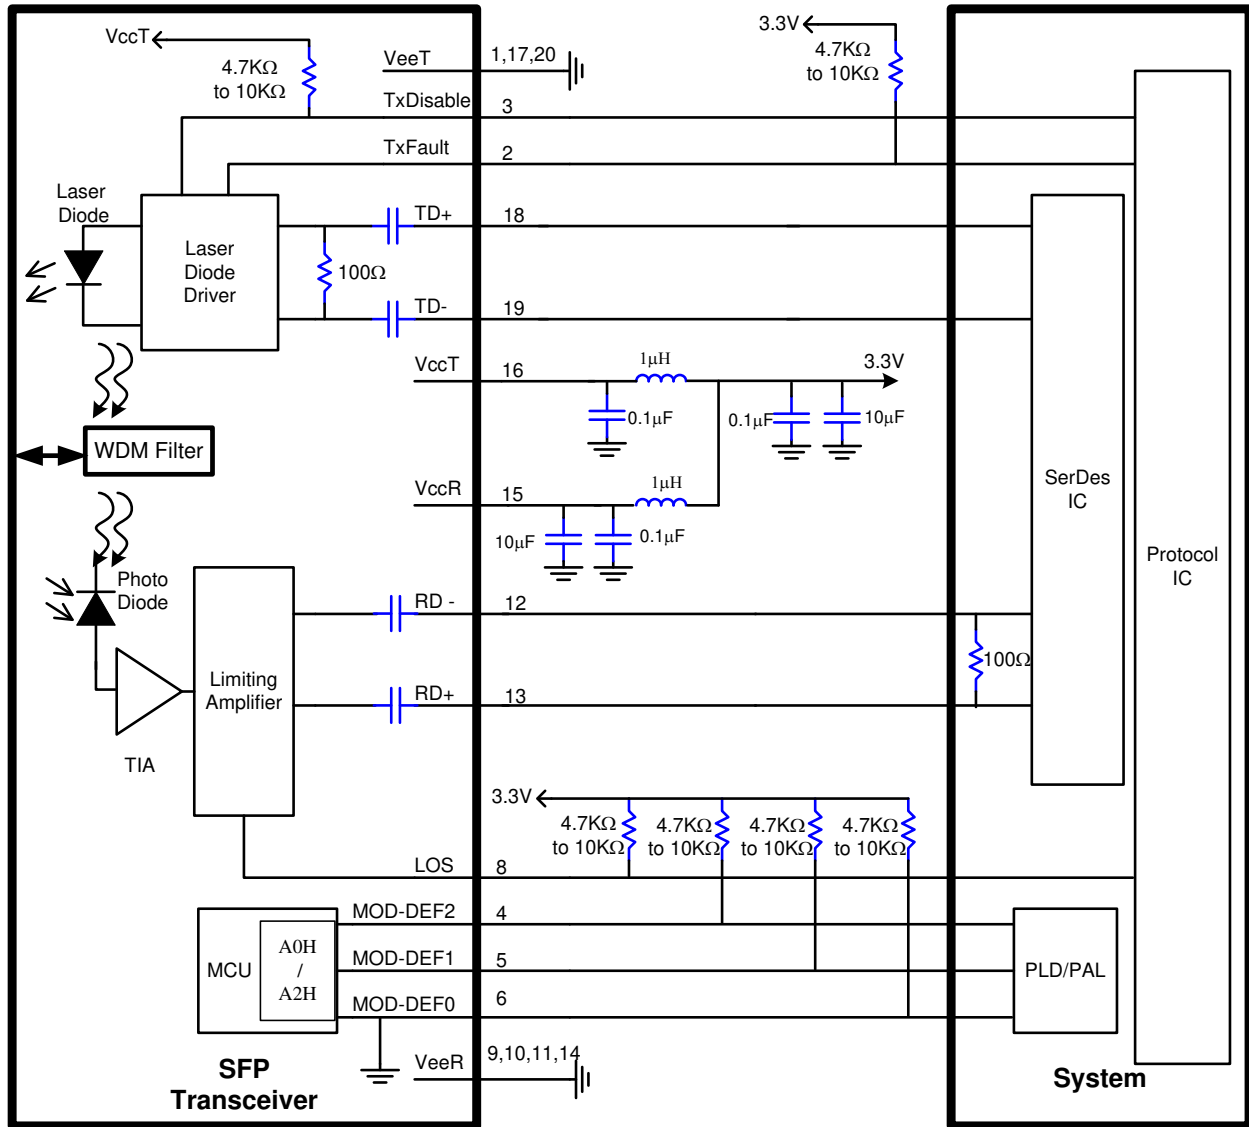 VccT
4.7KΩ
to 10KΩ
VeeT
1,17,20
3.3V
4.7KΩ
to 10KΩ
TxDisable
3
TxFault
2
Laser
Diode
Laser
Diode
Driver
100Ω
TD+
18
TD-
19
VccT
16
1µH
3.3V
0.1µF
0.1µF
10µF
WDM Filter
VccR
15
1µH
10µF
0.1µF
SerDes
IC
Protocol
IC
Photo
Diode
RD -
12
100Ω
Limiting
Amplifier
RD+
13
TIA
3.3V
4.7KΩ
to 10KΩ
4.7KΩ
to 10KΩ
4.7KΩ
to 10KΩ
4.7KΩ
to 10KΩ
LOS
8
MOD-DEF2
4
MCU
A0H
/
A2H
MOD-DEF1
5
PLD/PAL
MOD-DEF0
6
VeeR
9,10,11,14
SFP
Transceiver
System